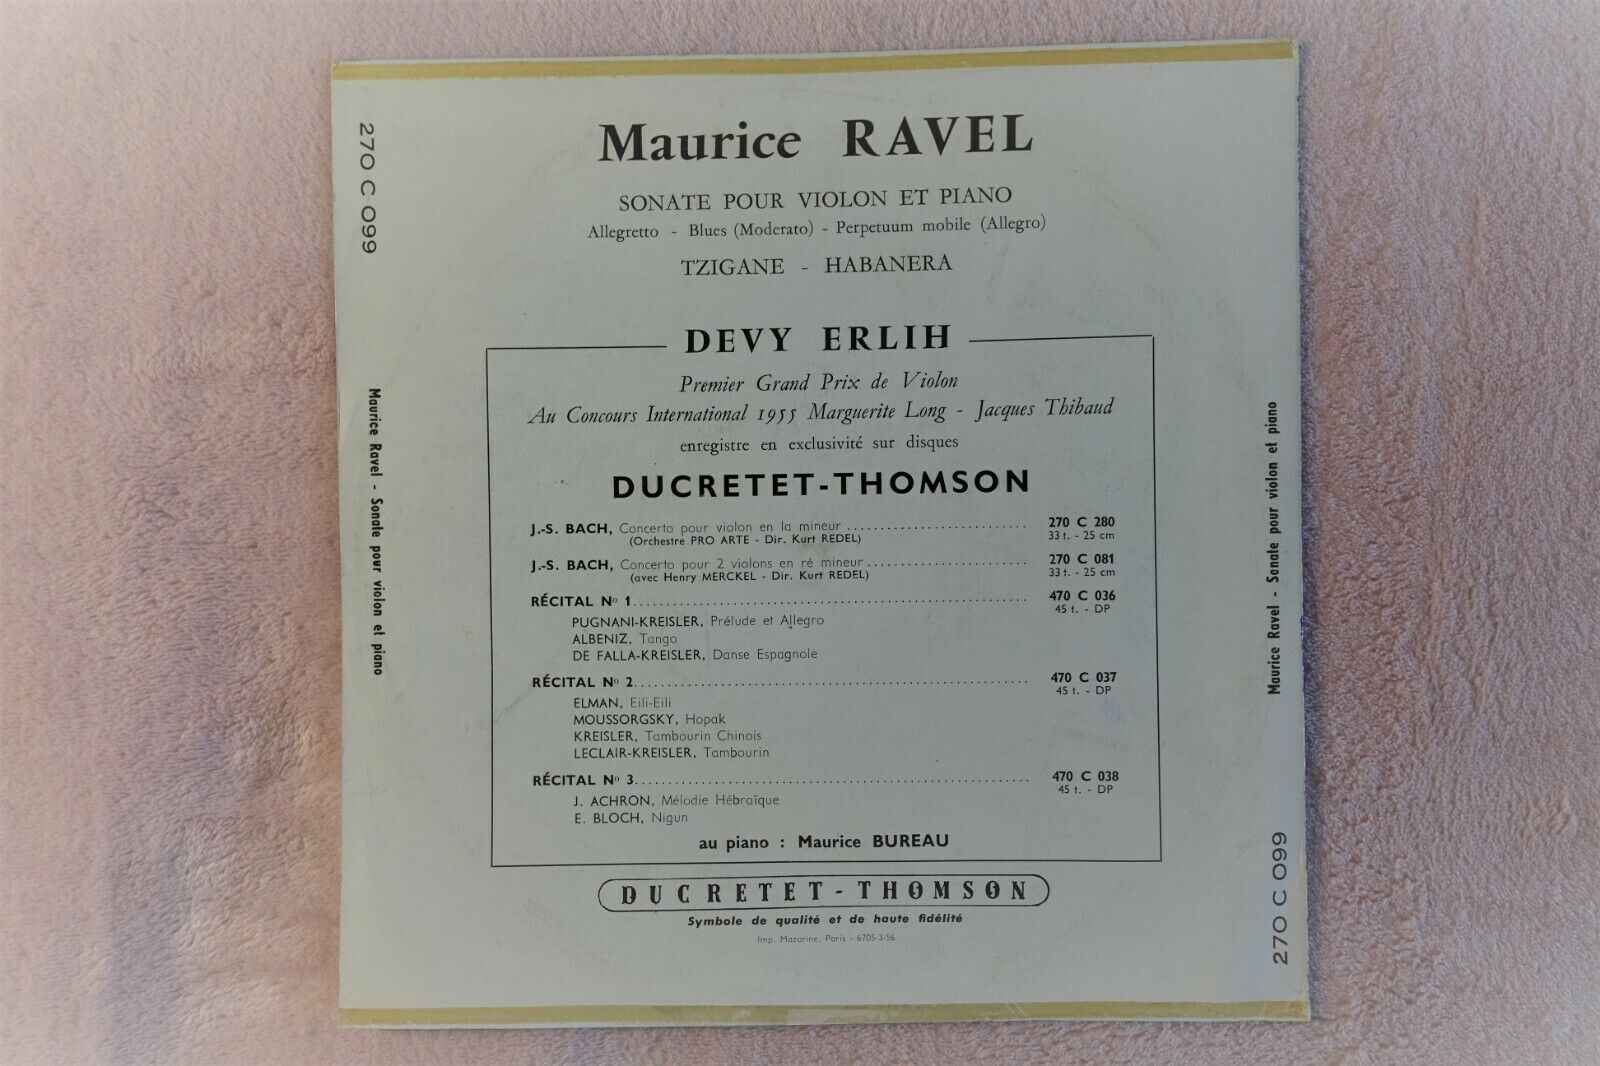 Maurice RAVEL
SONATE POUR VIOLON ET PIANO
Allegretto - Blues (Moderato) - Perpetuum mobile (Allegro)
TZIGANE - HABANERA
DEVY ERLIH
Premier Grand Prix de Violon
Au Concours International 1955 Marguerite Long - Jacques Thibaud
enregistre en exclusivité sur disques
DUCRETET-THOMSON
J.-S. BACH, Concerto pour violon en la mineur ............................ 270 C 280
(Orchestre PRO ARTE - Dir. Kurt REDEL) 33 t. - 25 cm
J.-S. BACH, Concerto pour 2 violons en ré mineur ......................... 270 C 081
(avec Henry MERCKEL - Dir. Kurt REDEL) 33 t. - 25 cm
RÉCITAL Nº 1............................................................. 470 C 036
45 t. - DP
PUGNANI-KREISLER, Prélude et Allegro
ALBENIZ, Tango
DE FALLA-KREISLER, Danse Espagnole
RÉCITAL Nº 2............................................................. 470 C 037
45 t. - DP
ELMAN, Eili-Eili
MOUSSORGSKY, Hopak
KREISLER, Tambourin Chinois
LECLAIR-KREISLER, Tambourin
RÉCITAL Nº 3............................................................. 470 C 038
45 t. - DP
J. ACHRON, Mélodie Hébraïque
E. BLOCH, Nigun
au piano : Maurice BUREAU
DUCRETET-THOMSON
Symbole de qualité et de haute fidélité
Imp. Mazarine, Paris - 6705-3-56
270 C 099
Maurice Ravel - Sonate pour violon et piano
Maurice Ravel - Sonate pour violon et piano
270 C 099